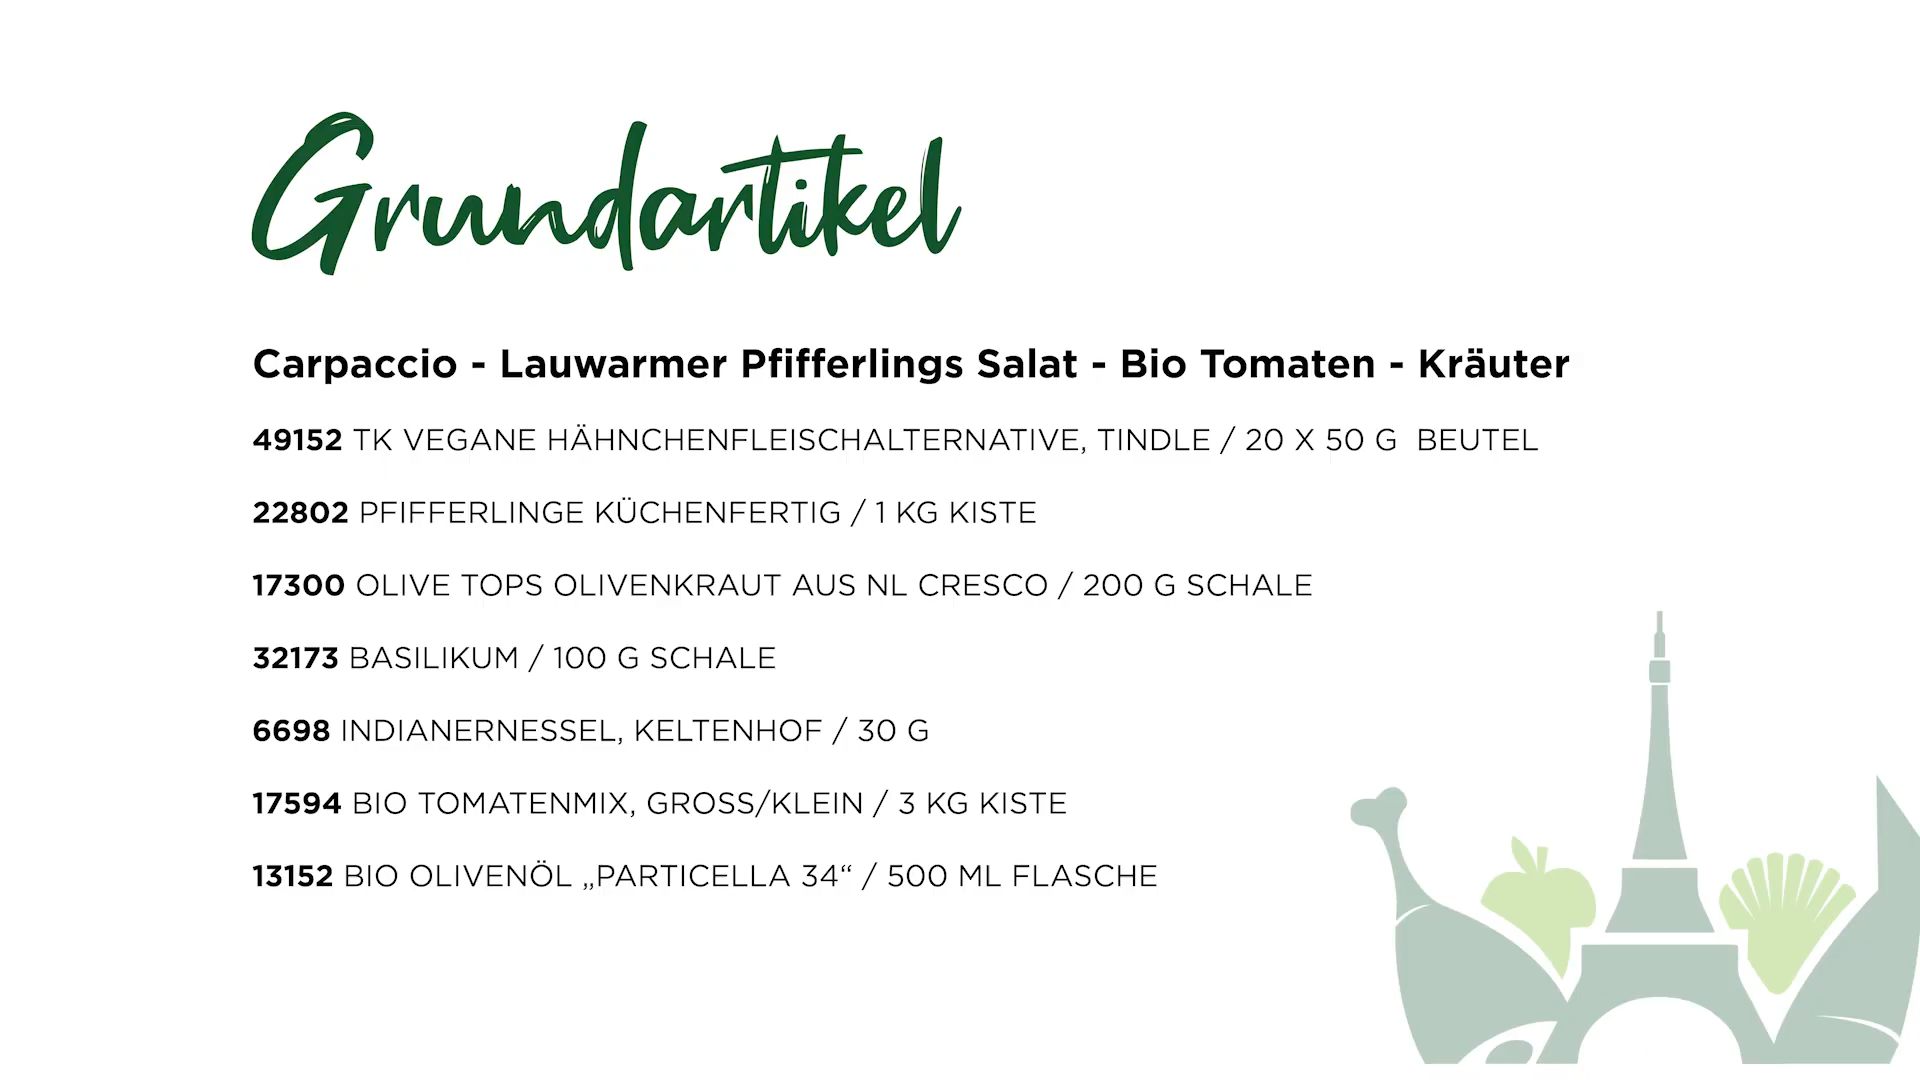 Grundartikel
Carpaccio - Lauwarmer Pfifferlings Salat - Bio Tomaten - Kräuter
49152 TK VEGANE HÄHNCHENFLEISCHALTERNATIVE, TINDLE / 20 X 50 G  BEUTEL
22802 PFIFFERLINGE KÜCHENFERTIG / 1 KG KISTE
17300 OLIVE TOPS OLIVENKRAUT AUS NL CRESCO / 200 G SCHALE
32173 BASILIKUM / 100 G SCHALE
6698 INDIANERNESSEL, KELTENHOF / 30 G
17594 BIO TOMATENMIX, GROSS/KLEIN / 3 KG KISTE
13152 BIO OLIVENÖL „PARTICELLA 34“ / 500 ML FLASCHE